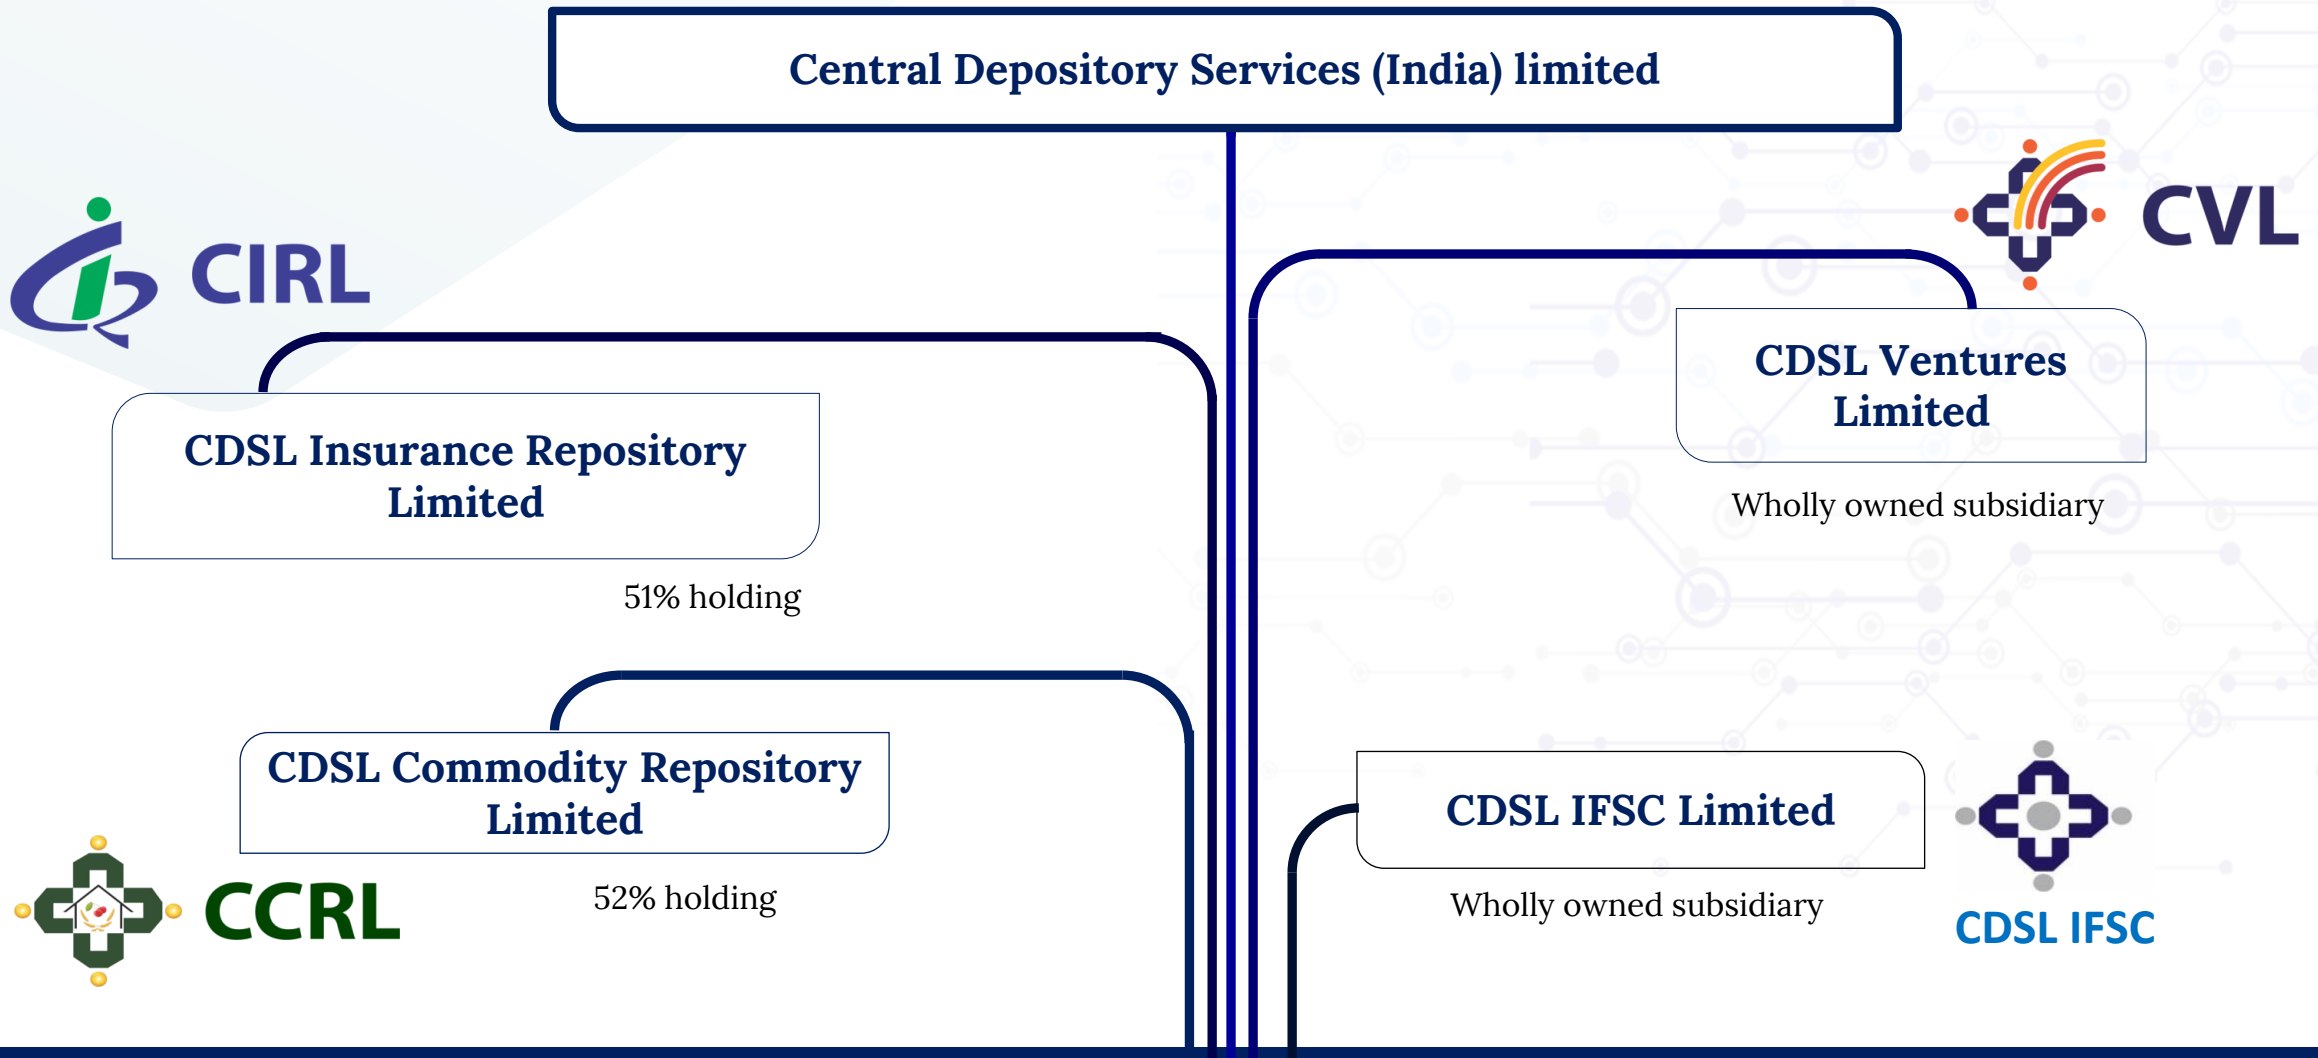 Central Depository Services (India) limited
CIRL
CVL
CDSL Insurance Repository
Limited
51% holding
CDSL Ventures
Limited
Wholly owned subsidiary
CDSL Commodity Repository
Limited
52% holding
CCRL
CDSL IFSC Limited
Wholly owned subsidiary
CDSL IFSC